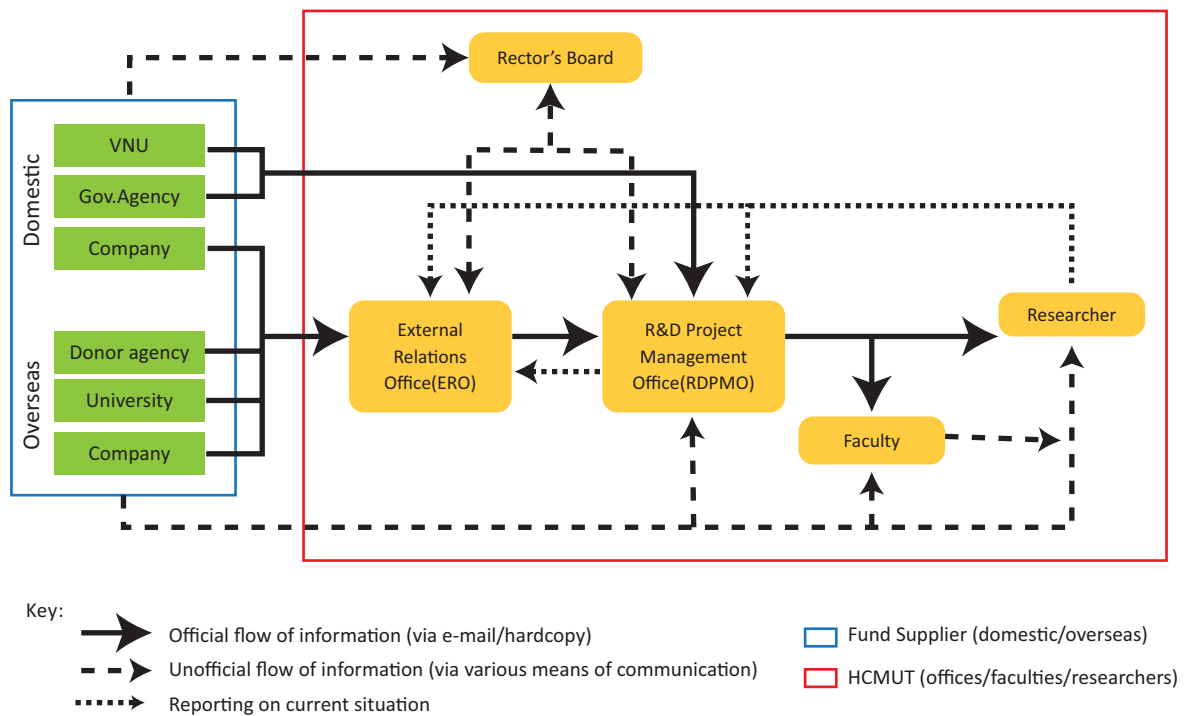 Rector's Board
Domestic
VNU
Gov.Agency
Company
Overseas
Donor agency
University
Company
External
Relations
Office(ERO)
R&D Project
Management
Office(RDPMO)
Researcher
Faculty
Key:
Official flow of information (via e-mail/hardcopy)
Unofficial flow of information (via various means of communication)
Reporting on current situation
Fund Supplier (domestic/overseas)
HCMUT (offices/faculties/researchers)